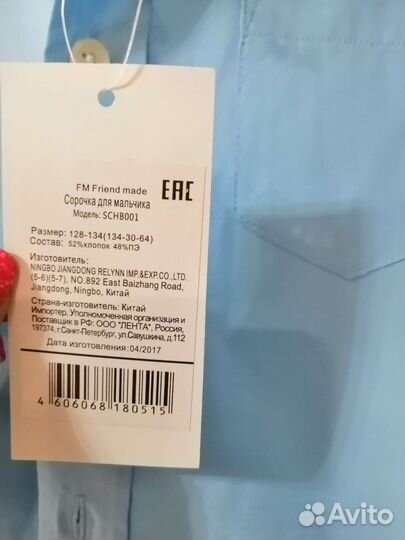 FM Friend made
Сорочка для мальчика
Модель: SCHB001
EAC
Размер: 128-134(134-30-64)
Состав: 52%хлопок 48%ПЭ
Изготовитель:
NINGBO JIANGDONG RELYNN IMP.&EXP.CO.,LTD.
(5-6)(5-7), NO.892 East Baizhang Road,
Jiangdong, Ningbo, Китай
Страна-изготовитель: Китай
Импортер, Уполномоченная организация и
Поставщик в РФ: ООО "ЛЕНТА", Россия,
197374, г.Санкт-Петербург, ул.Савушкина, д.112
Дата изготовления:04/2017
4 606068 180515
Avito